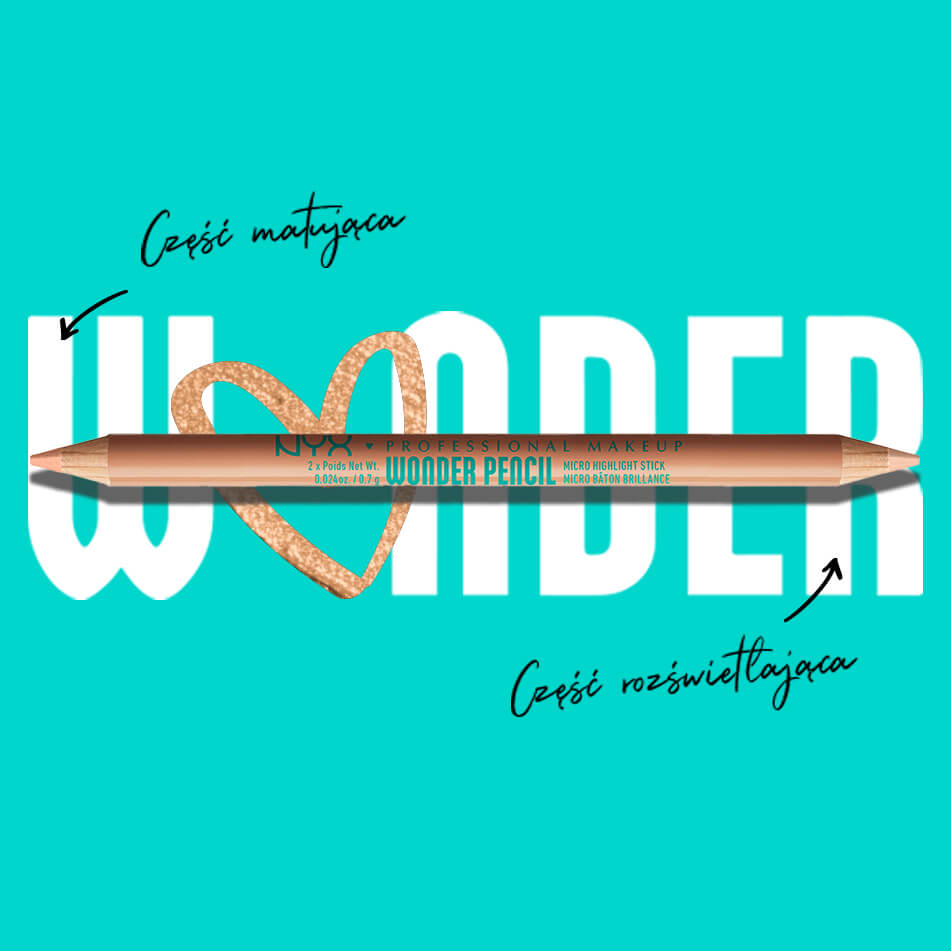 Część matująca
W NDER
NYX PROFESSIONAL MAKEUP
2 x Poids Net Wt.
0.024oz. / 0.7 g
WONDER PENCIL
MICRO HIGHLIGHT STICK
MICRO BÂTON BRILLANCE
Część rozświetlająca